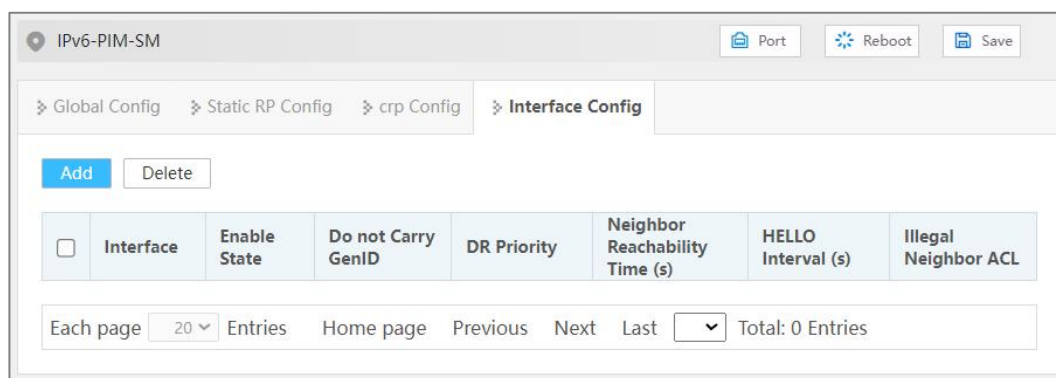 IPv6-PIM-SM Port Reboot Save
Global Config Static RP Config crp Config Interface Config
Add Delete
Interface Enable State Do not Carry GenID DR Priority Neighbor Reachability Time (s) HELLO Interval (s) Illegal Neighbor ACL
Each page 20 Entries Home page Previous Next Last Total: 0 Entries